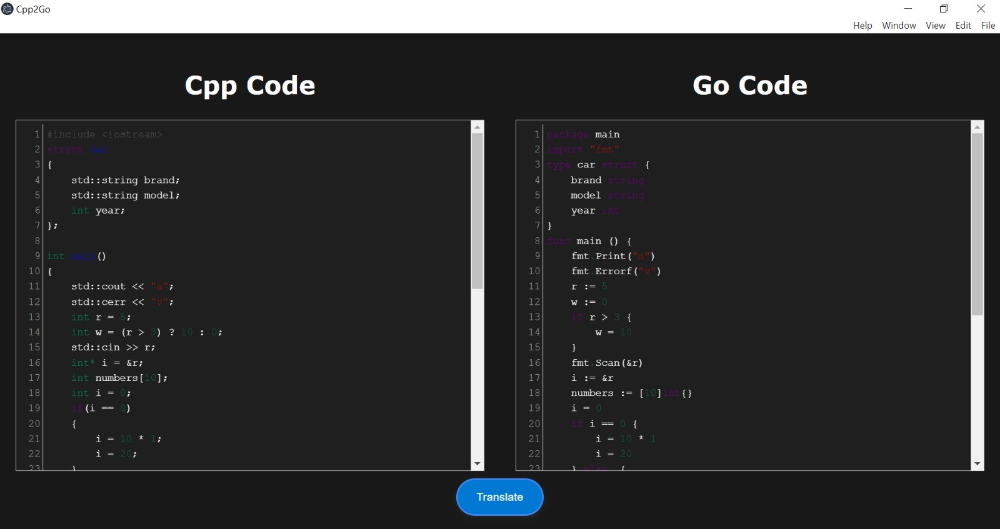 Cpp2Go
Help Window View Edit File
Cpp Code
1 #include <iostream>
2 struct car
3 {
4 std::string brand;
5 std::string model;
6 int year;
7 };
8
9 int main()
10 {
11 std::cout << "a";
12 std::cerr << "v";
13 int r = 5;
14 int w = (r > 3) ? 10 : 0;
15 std::cin >> r;
16 int* i = &r;
17 int numbers[10];
18 int i = 0;
19 if(i == 0)
20 {
21 i = 10 * 1;
22 i = 20;
23 }
Go Code
1 package main
2 import "fmt"
3 type car struct {
4 brand string
5 model string
6 year int
7 }
8 func main () {
9 fmt.Print("a")
10 fmt.Errorf("v")
11 r := 5
12 w := 0
13 if r > 3 {
14 w = 10
15 }
16 fmt.Scan(&r)
17 i := &r
18 numbers := [10]int{}
19 i = 0
20 if i == 0 {
21 i = 10 * 1
22 i = 20
23 } else {
Translate